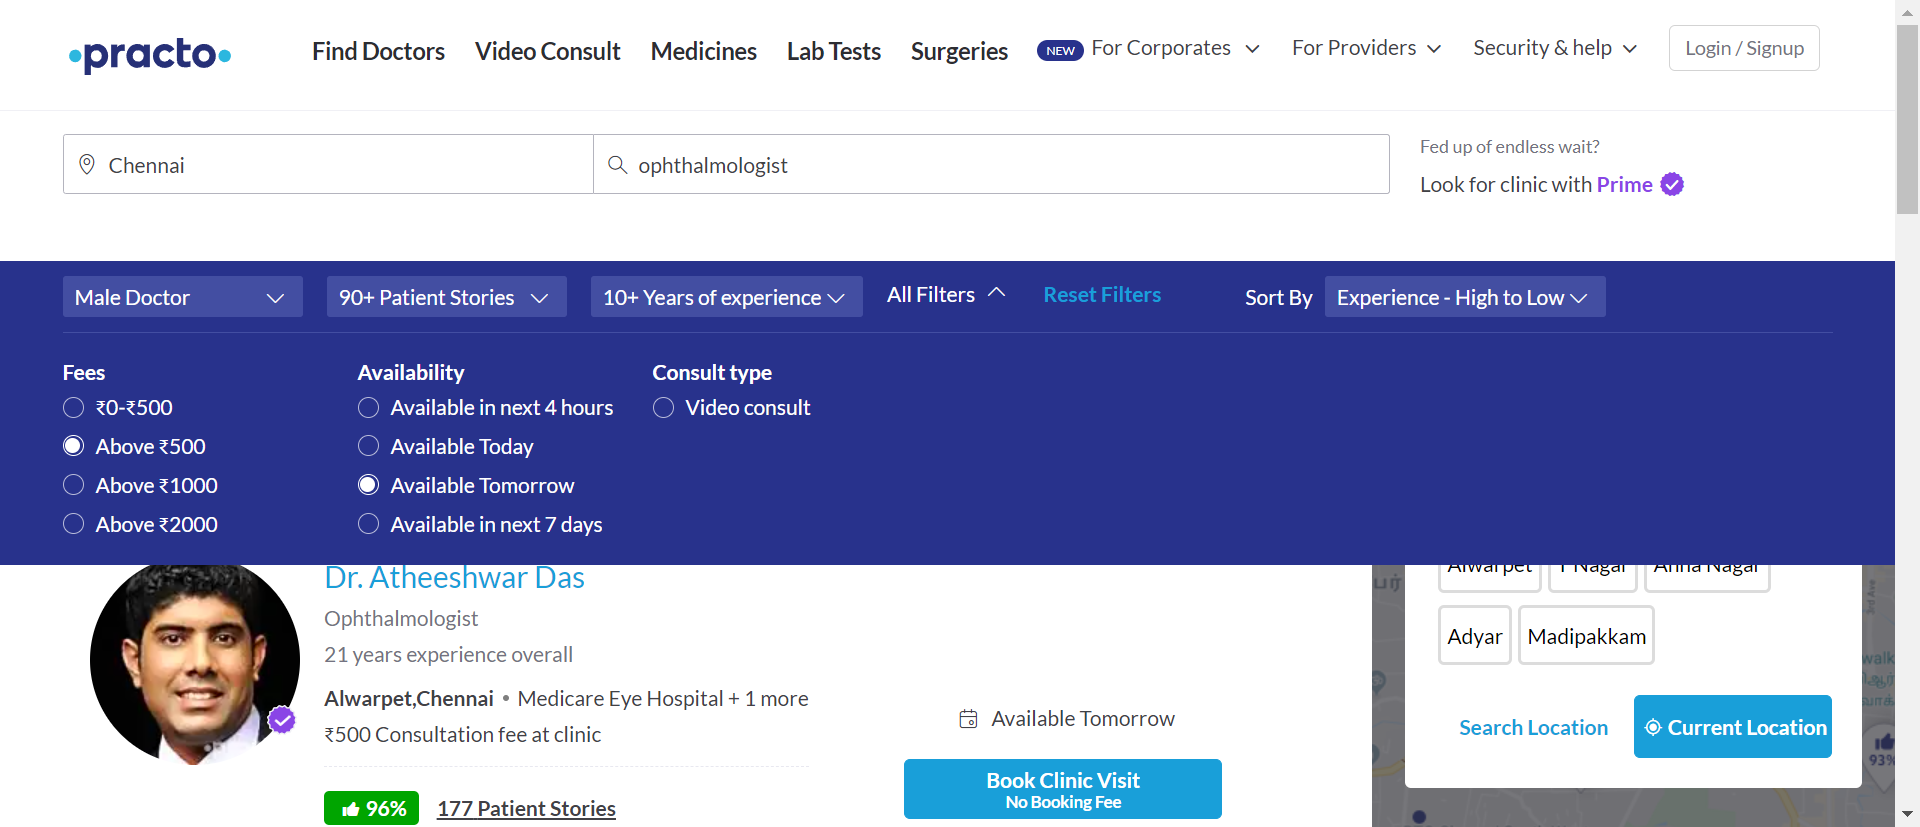 practo
Find Doctors
Video Consult
Medicines
Lab Tests
Surgeries
NEW
For Corporates
For Providers
Security & help
Login / Signup
Chennai
ophthalmologist
Fed up of endless wait?
Look for clinic with Prime
Male Doctor
90+ Patient Stories
10+ Years of experience
All Filters
Reset Filters
Sort By
Experience - High to Low
Fees
₹0-₹500
Above ₹500
Above ₹1000
Above ₹2000
Availability
Available in next 4 hours
Available Today
Available Tomorrow
Available in next 7 days
Consult type
Video consult
Dr. Atheeshwar Das
Ophthalmologist
21 years experience overall
Alwarpet,Chennai • Medicare Eye Hospital + 1 more
₹500 Consultation fee at clinic
96%
177 Patient Stories
Available Tomorrow
Book Clinic Visit
No Booking Fee
Alwarpet
T Nagar
Anna Nagar
Adyar
Madipakkam
Search Location
Current Location
3rd Ave
93%